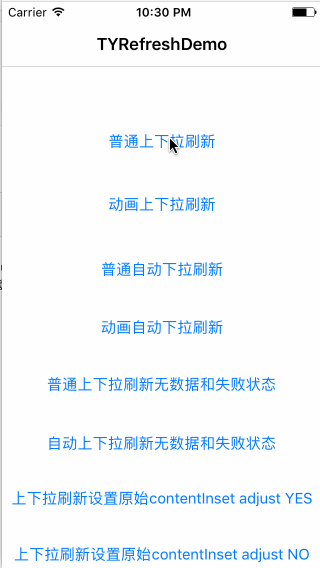 Carrier 10:30 PM
TYRefreshDemo
普通上下拉刷新
动画上下拉刷新
普通自动下拉刷新
动画自动下拉刷新
普通上下拉刷新无数据和失败状态
自动上下拉刷新无数据和失败状态
上下拉刷新设置原始contentInset adjust YES
上下拉刷新设置原始contentInset adjust NO